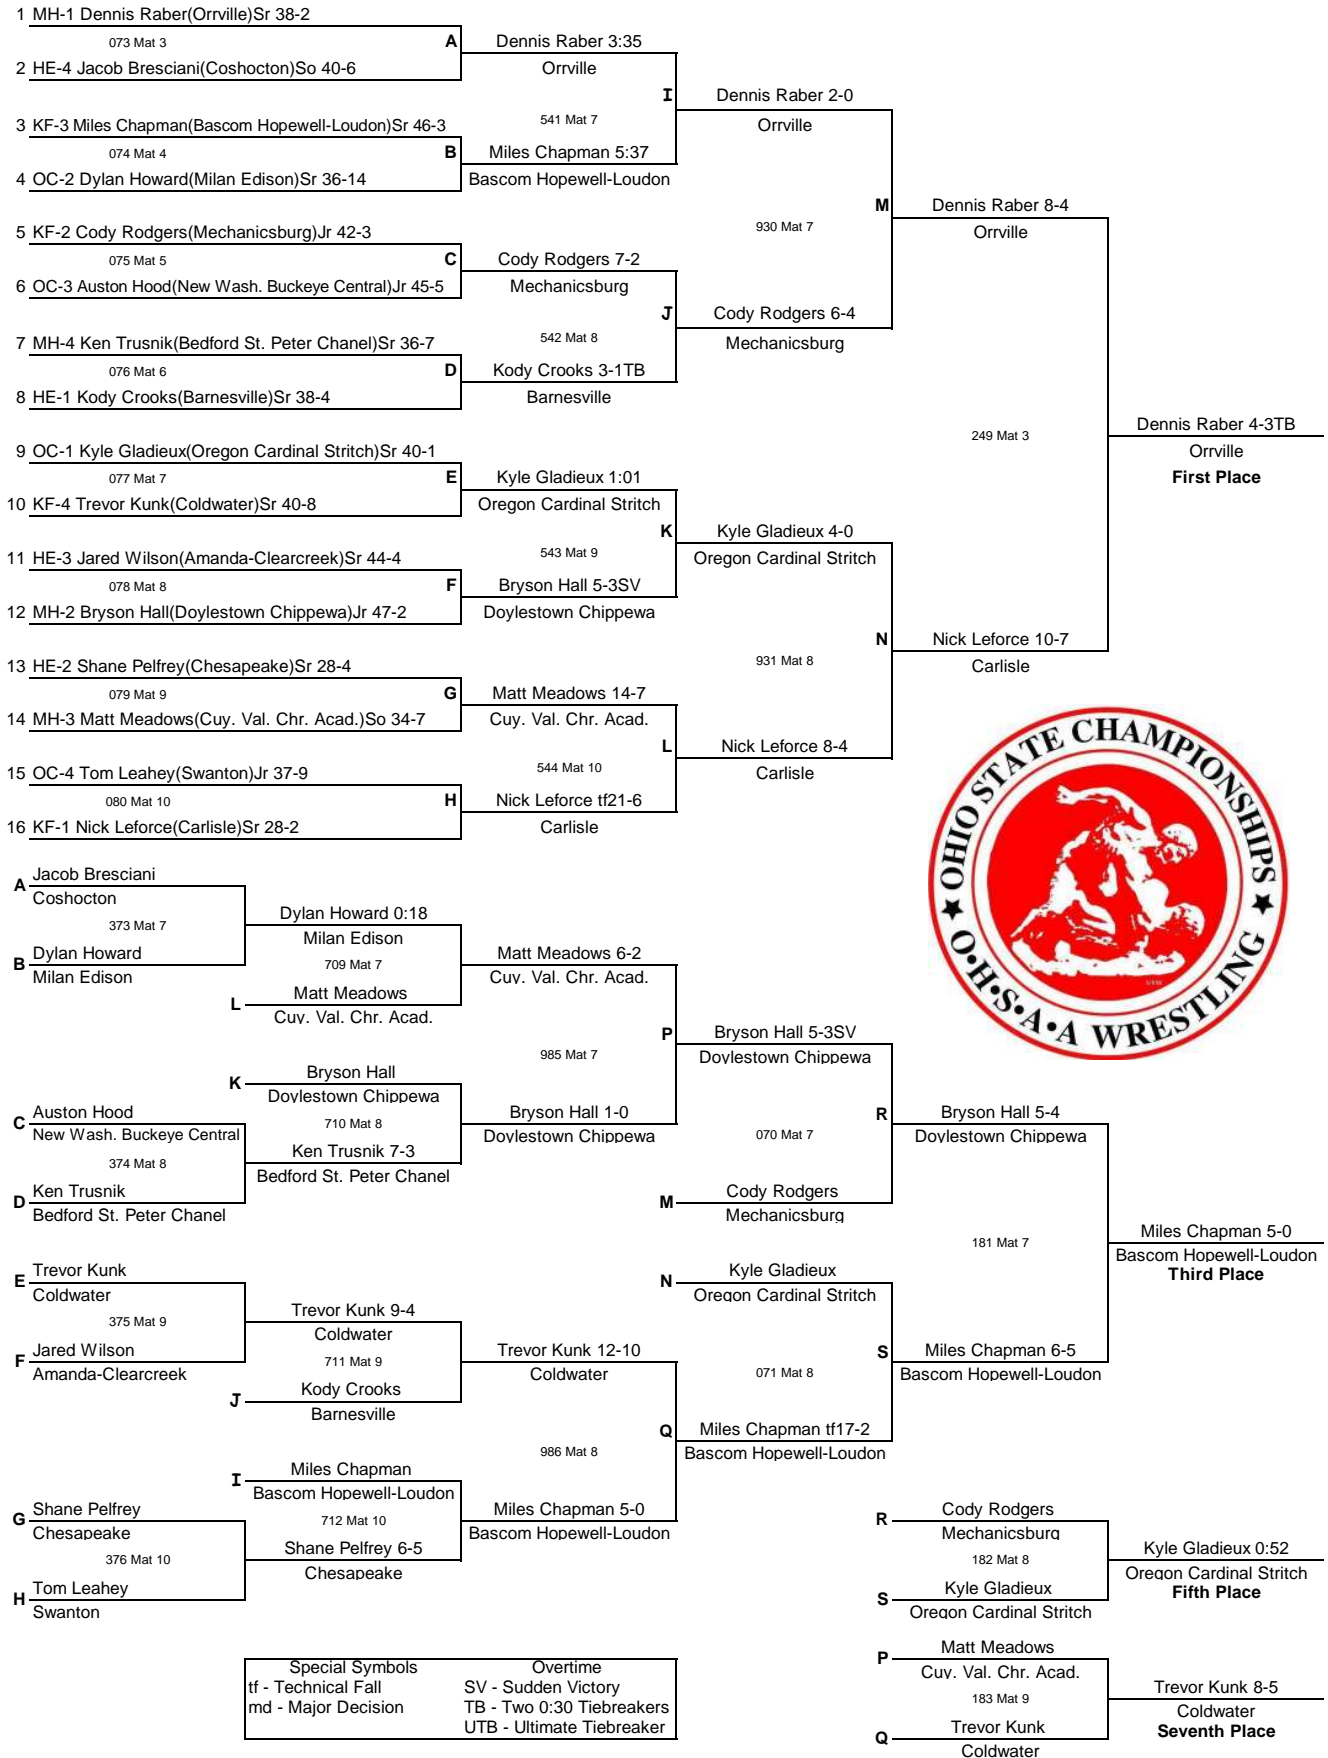 1 MH-1 Dennis Raber(Orrville)Sr 38-2
073 Mat 3
A
2 HE-4 Jacob Bresciani(Coshocton)So 40-6
Dennis Raber 3:35
Orrville
3 KF-3 Miles Chapman(Bascom Hopewell-Loudon)Sr 46-3
074 Mat 4
B
4 OC-2 Dylan Howard(Milan Edison)Sr 36-14
541 Mat 7
I
Miles Chapman 5:37
Bascom Hopewell-Loudon
Dennis Raber 2-0
Orrville
5 KF-2 Cody Rodgers(Mechanicsburg)Jr 42-3
075 Mat 5
C
6 OC-3 Auston Hood(New Wash. Buckeye Central)Jr 45-5
Cody Rodgers 7-2
Mechanicsburg
930 Mat 7
M
Dennis Raber 8-4
Orrville
7 MH-4 Ken Trusnik(Bedford St. Peter Chanel)Sr 36-7
076 Mat 6
D
8 HE-1 Kody Crooks(Barnesville)Sr 38-4
542 Mat 8
J
Kody Crooks 3-1TB
Barnesville
Cody Rodgers 6-4
Mechanicsburg
9 OC-1 Kyle Gladieux(Oregon Cardinal Stritch)Sr 40-1
077 Mat 7
E
10 KF-4 Trevor Kunk(Coldwater)Sr 40-8
Kyle Gladieux 1:01
Oregon Cardinal Stritch
249 Mat 3
Dennis Raber 4-3TB
Orrville
First Place
11 HE-3 Jared Wilson(Amanda-Clearcreek)Sr 44-4
078 Mat 8
F
12 MH-2 Bryson Hall(Doylestown Chippewa)Jr 47-2
543 Mat 9
K
Bryson Hall 5-3SV
Doylestown Chippewa
Kyle Gladieux 4-0
Oregon Cardinal Stritch
13 HE-2 Shane Pelfrey(Chesapeake)Sr 28-4
079 Mat 9
G
14 MH-3 Matt Meadows(Cuy. Val. Chr. Acad.)So 34-7
Matt Meadows 14-7
Cuy. Val. Chr. Acad.
931 Mat 8
N
Nick Leforce 10-7
Carlisle
15 OC-4 Tom Leahey(Swanton)Jr 37-9
080 Mat 10
H
16 KF-1 Nick Leforce(Carlisle)Sr 28-2
544 Mat 10
L
Nick Leforce tf21-6
Carlisle
Nick Leforce 8-4
Carlisle
★ OHIO STATE CHAMPIONSHIPS ★
O•H•S•A•A WRESTLING
A Jacob Bresciani
Coshocton
373 Mat 7
B Dylan Howard
Milan Edison
Dylan Howard 0:18
Milan Edison
709 Mat 7
L Matt Meadows
Cuy. Val. Chr. Acad.
Matt Meadows 6-2
Cuy. Val. Chr. Acad.
985 Mat 7
P
K Bryson Hall
Doylestown Chippewa
710 Mat 8
C Auston Hood
New Wash. Buckeye Central
374 Mat 8
D Ken Trusnik
Bedford St. Peter Chanel
Ken Trusnik 7-3
Bedford St. Peter Chanel
Bryson Hall 1-0
Doylestown Chippewa
Bryson Hall 5-3SV
Doylestown Chippewa
070 Mat 7
R
M Cody Rodgers
Mechanicsburg
Bryson Hall 5-4
Doylestown Chippewa
181 Mat 7
Miles Chapman 5-0
Bascom Hopewell-Loudon
Third Place
E Trevor Kunk
Coldwater
375 Mat 9
F Jared Wilson
Amanda-Clearcreek
Trevor Kunk 9-4
Coldwater
711 Mat 9
J Kody Crooks
Barnesville
Trevor Kunk 12-10
Coldwater
N Kyle Gladieux
Oregon Cardinal Stritch
071 Mat 8
S
Miles Chapman 6-5
Bascom Hopewell-Loudon
986 Mat 8
Q
Miles Chapman tf17-2
Bascom Hopewell-Loudon
I Miles Chapman
Bascom Hopewell-Loudon
712 Mat 10
G Shane Pelfrey
Chesapeake
376 Mat 10
H Tom Leahey
Swanton
Shane Pelfrey 6-5
Chesapeake
Miles Chapman 5-0
Bascom Hopewell-Loudon
R Cody Rodgers
Mechanicsburg
182 Mat 8
S Kyle Gladieux
Oregon Cardinal Stritch
Kyle Gladieux 0:52
Oregon Cardinal Stritch
Fifth Place
P Matt Meadows
Cuy. Val. Chr. Acad.
183 Mat 9
Q Trevor Kunk
Coldwater
Trevor Kunk 8-5
Coldwater
Seventh Place
Special Symbols
tf - Technical Fall
md - Major Decision
Overtime
SV - Sudden Victory
TB - Two 0:30 Tiebreakers
UTB - Ultimate Tiebreaker